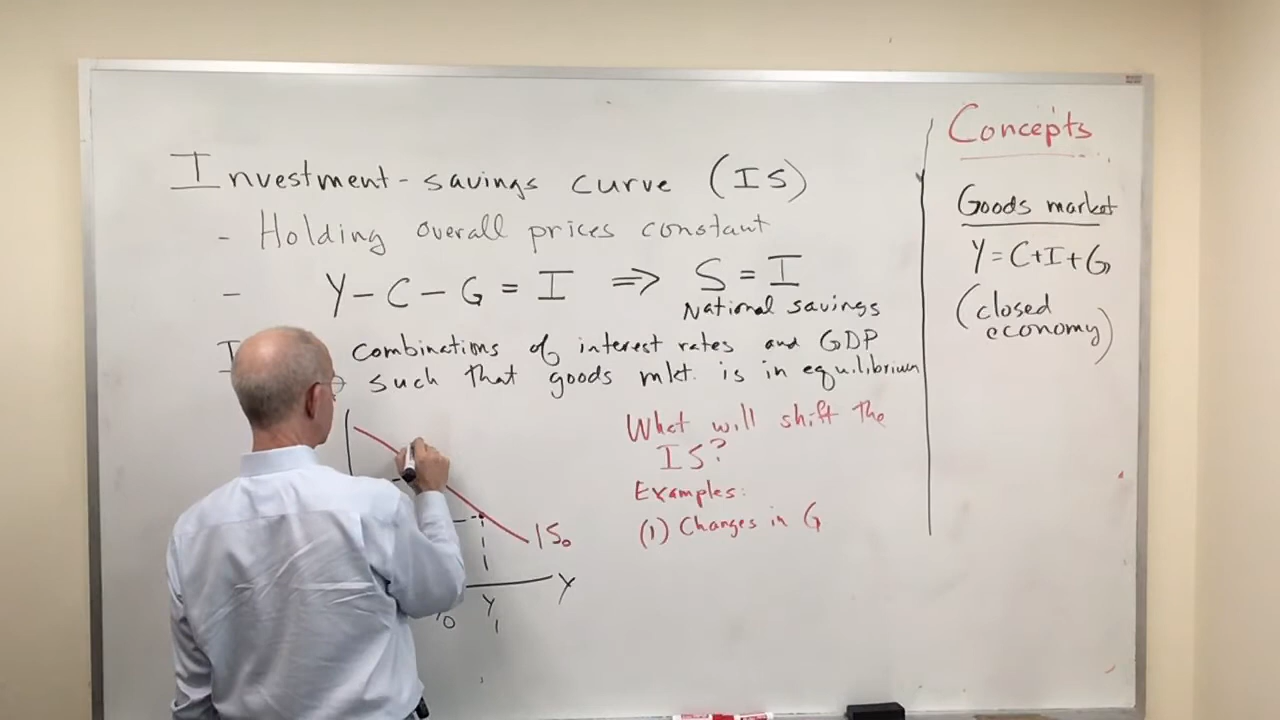 Investment-savings curve (IS)
- Holding overall prices constant
- Y-C-G = I ⇒ S = I
National savings
combinations of interest rates and GDP
such that goods mkt. is in equilibrium
What will shift the
IS?
Examples:
(1) Changes in G
IS₀
Y
Y₁
Concepts
Goods market
Y=C+I+G
(closed
economy)